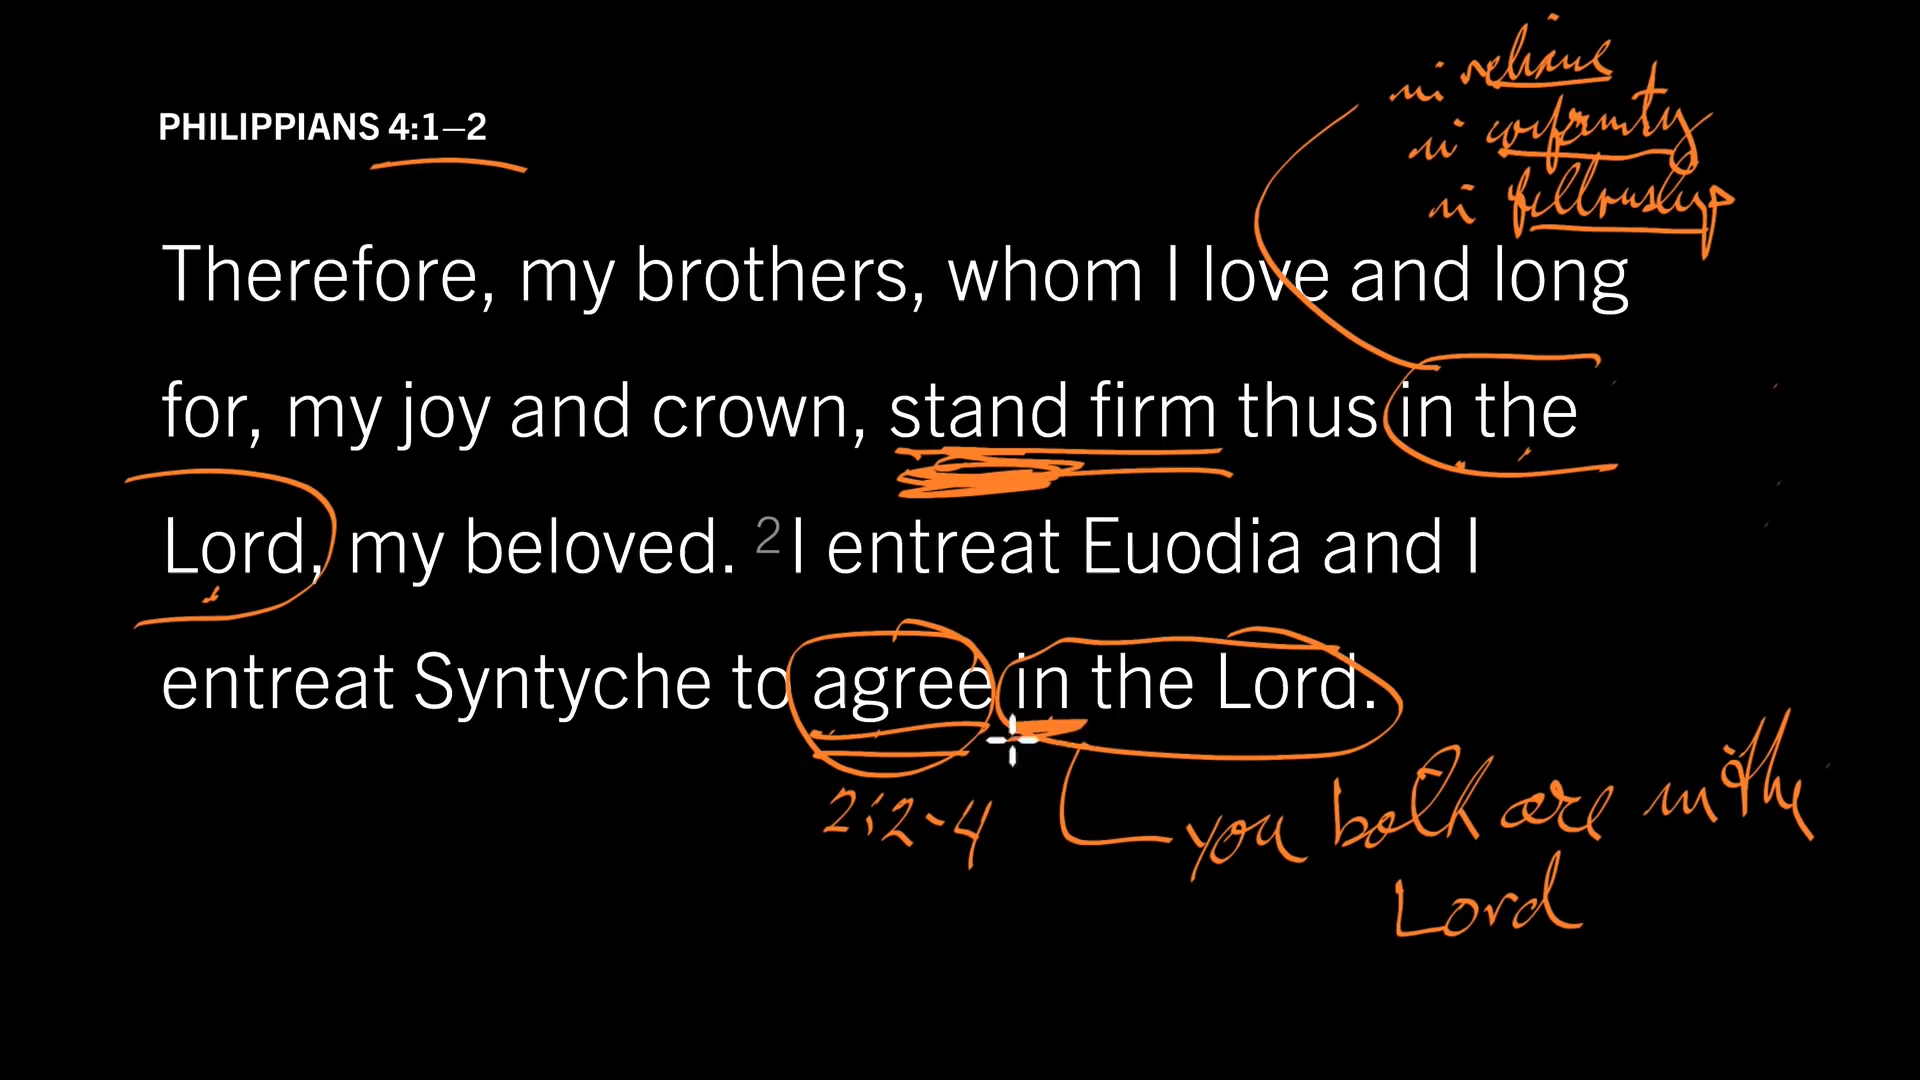 in reliance
in conformity
in fellowship
PHILIPPIANS 4:1–2
Therefore, my brothers, whom I love and long
for, my joy and crown, stand firm thus in the
Lord, my beloved. 2 I entreat Euodia and I
entreat Syntyche to agree in the Lord.
2:2-4
you both are in the
Lord